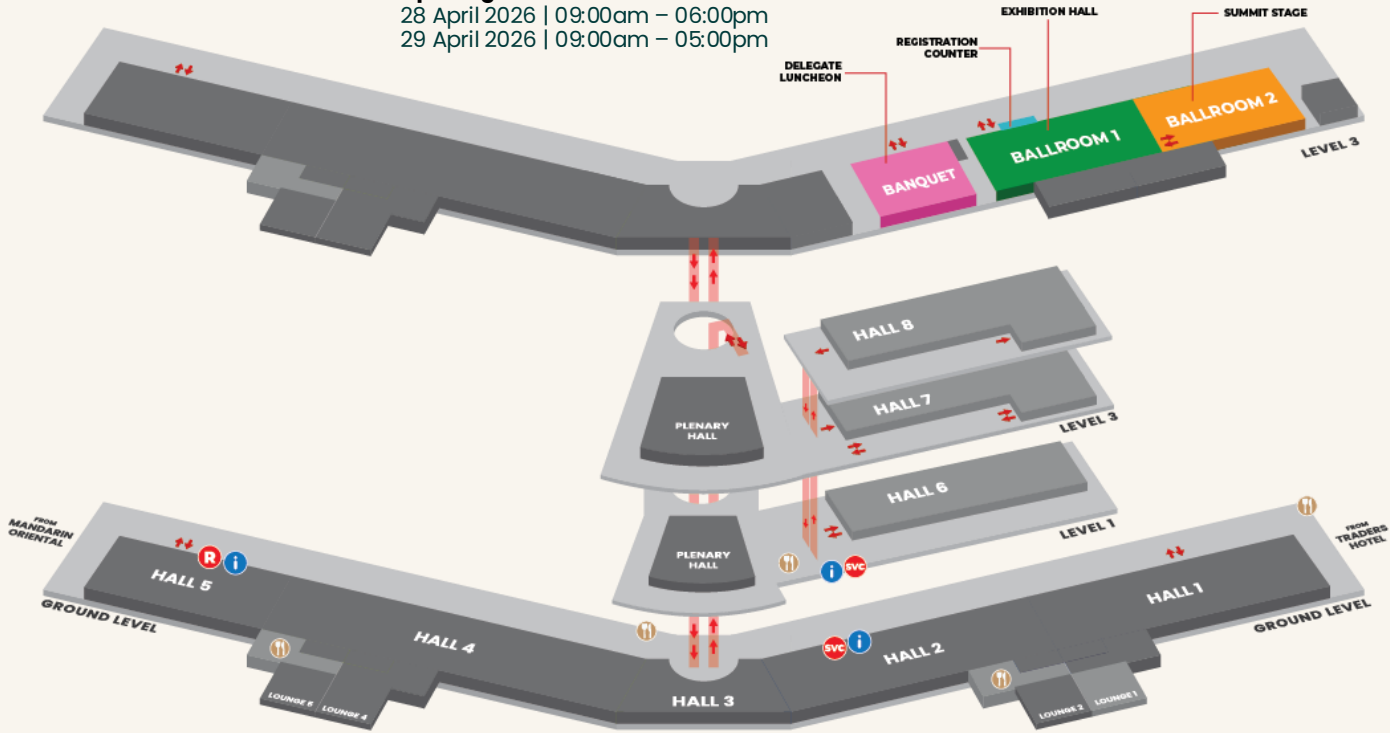 28 April 2026 | 09:00am – 06:00pm
29 April 2026 | 09:00am – 05:00pm
EXHIBITION HALL
SUMMIT STAGE
REGISTRATION
COUNTER
DELEGATE
LUNCHEON
BALLROOM 2
BALLROOM 1
BANQUET
LEVEL 3
HALL 8
HALL 7
PLENARY
HALL
LEVEL 3
HALL 6
LEVEL 1
PLENARY
HALL
FROM
MANDARIN
ORIENTAL
FROM
TRADERS
HOTEL
R
i
i
SVC
HALL 5
HALL 1
GROUND LEVEL
GROUND LEVEL
HALL 4
SVC
i
HALL 2
HALL 3
LOUNGE 5
LOUNGE 4
LOUNGE 2
LOUNGE 1